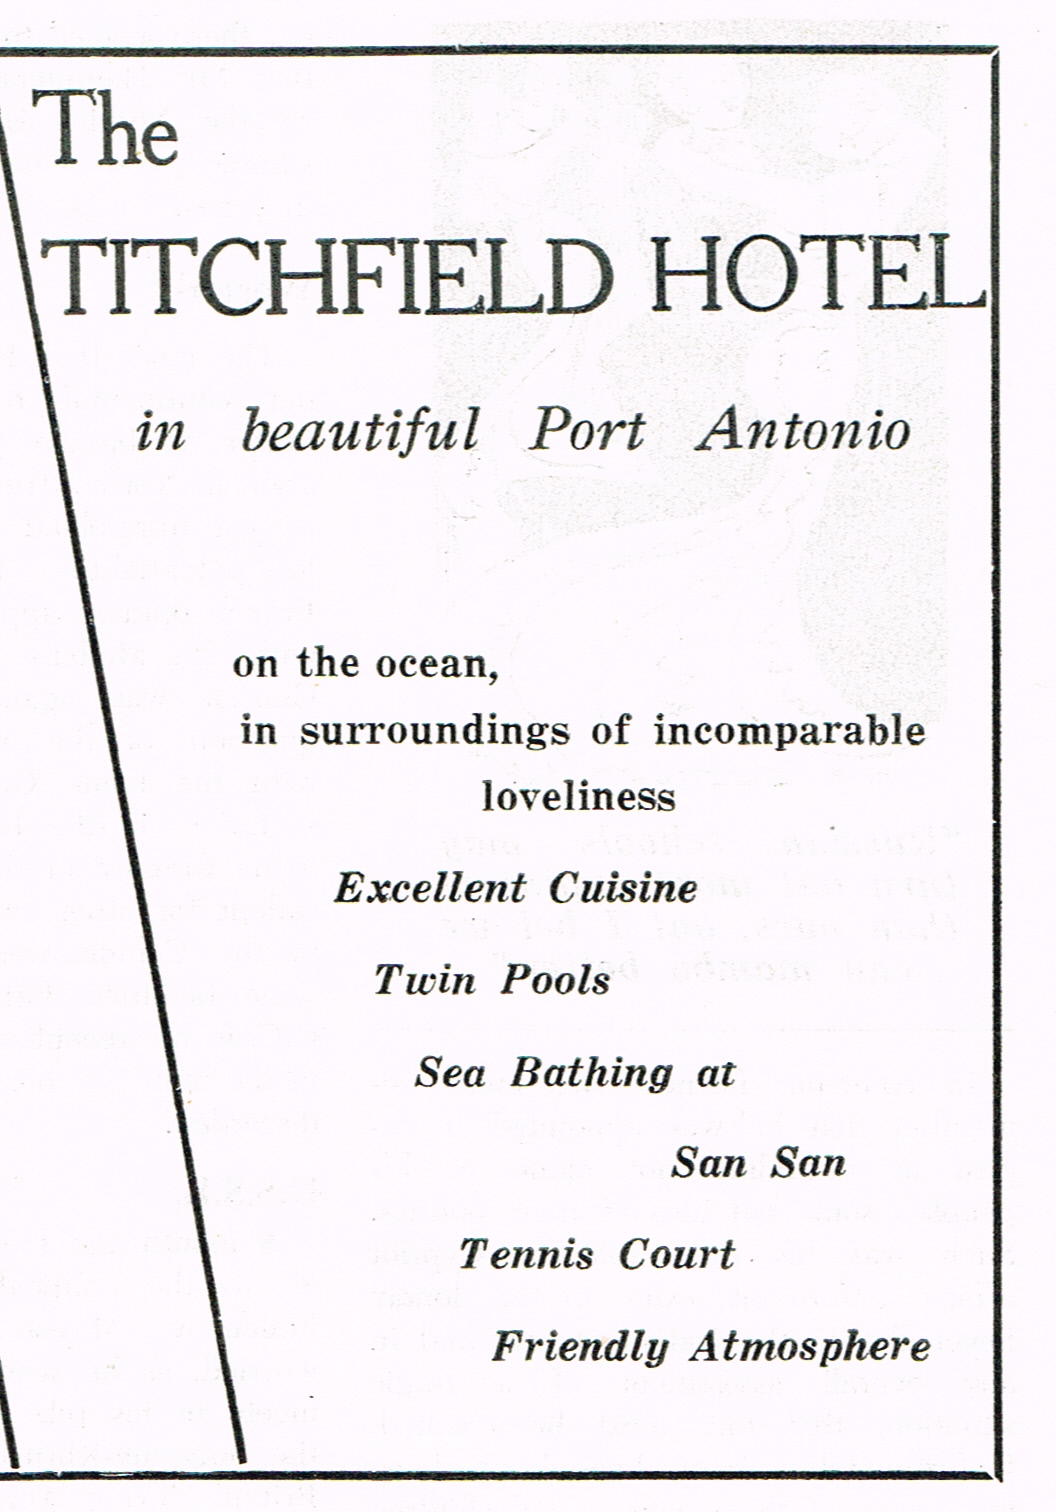 The
TITCHFIELD HOTEL
in beautiful Port Antonio
on the ocean,
in surroundings of incomparable
loveliness
Excellent Cuisine
Twin Pools
Sea Bathing at
San San
Tennis Court
Friendly Atmosphere